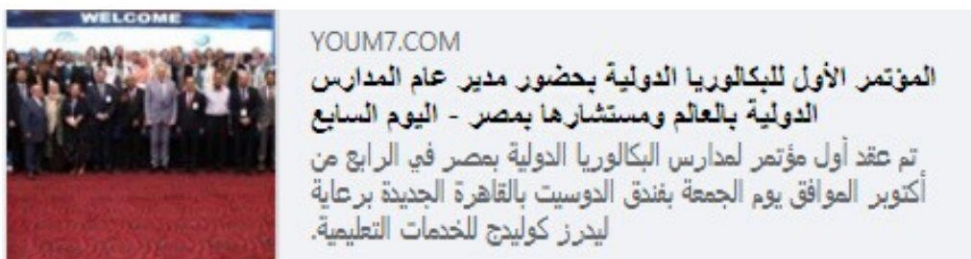 WELCOME
YOUM7.COM
المؤتمر الأول للبكالوريا الدولية بحضور مدير عام المدارس
الدولية بالعالم ومستشارها بمصر - اليوم السابع
تم عقد أول مؤتمر لمدارس البكالوريا الدولية بمصر في الرابع من
أكتوبر الموافق يوم الجمعة بفندق الدوسيت بالقاهرة الجديدة برعاية
ليدرز كوليدج للخدمات التعليمية.